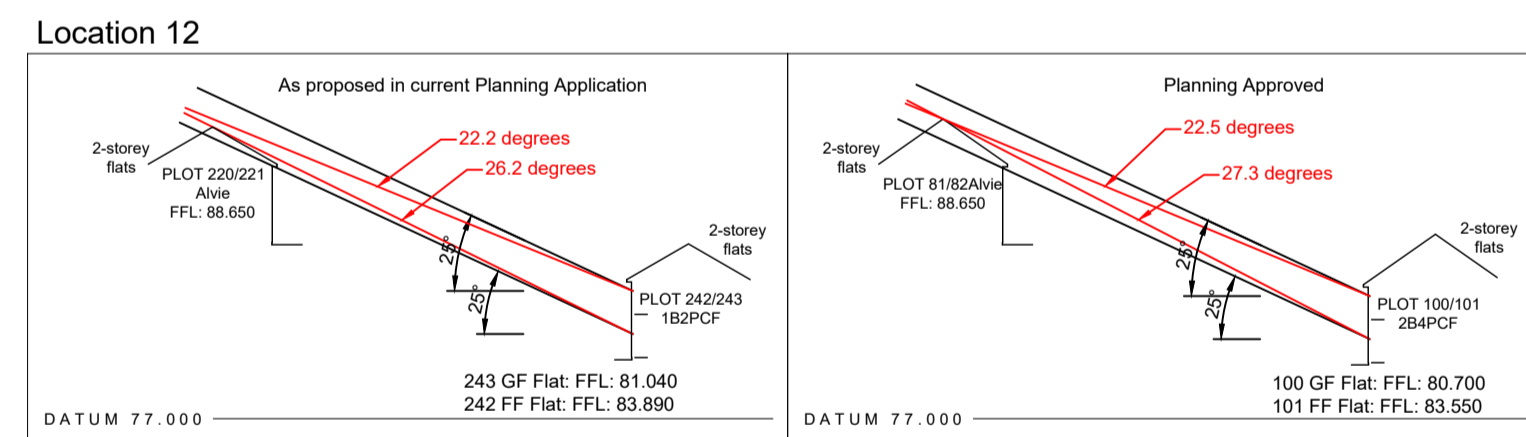 Location 12
As proposed in current Planning Application
22.2 degrees
26.2 degrees
2-storey
flats
PLOT 220/221
Alvie
FFL: 88.650
25°
25°
2-storey
flats
PLOT 242/243
1B2PCF
243 GF Flat: FFL: 81.040
242 FF Flat: FFL: 83.890
DATUM 77.000
Planning Approved
22.5 degrees
27.3 degrees
2-storey
flats
PLOT 81/82Alvie
FFL: 88.650
25°
25°
2-storey
flats
PLOT 100/101
2B4PCF
100 GF Flat: FFL: 80.700
101 FF Flat: FFL: 83.550
DATUM 77.000